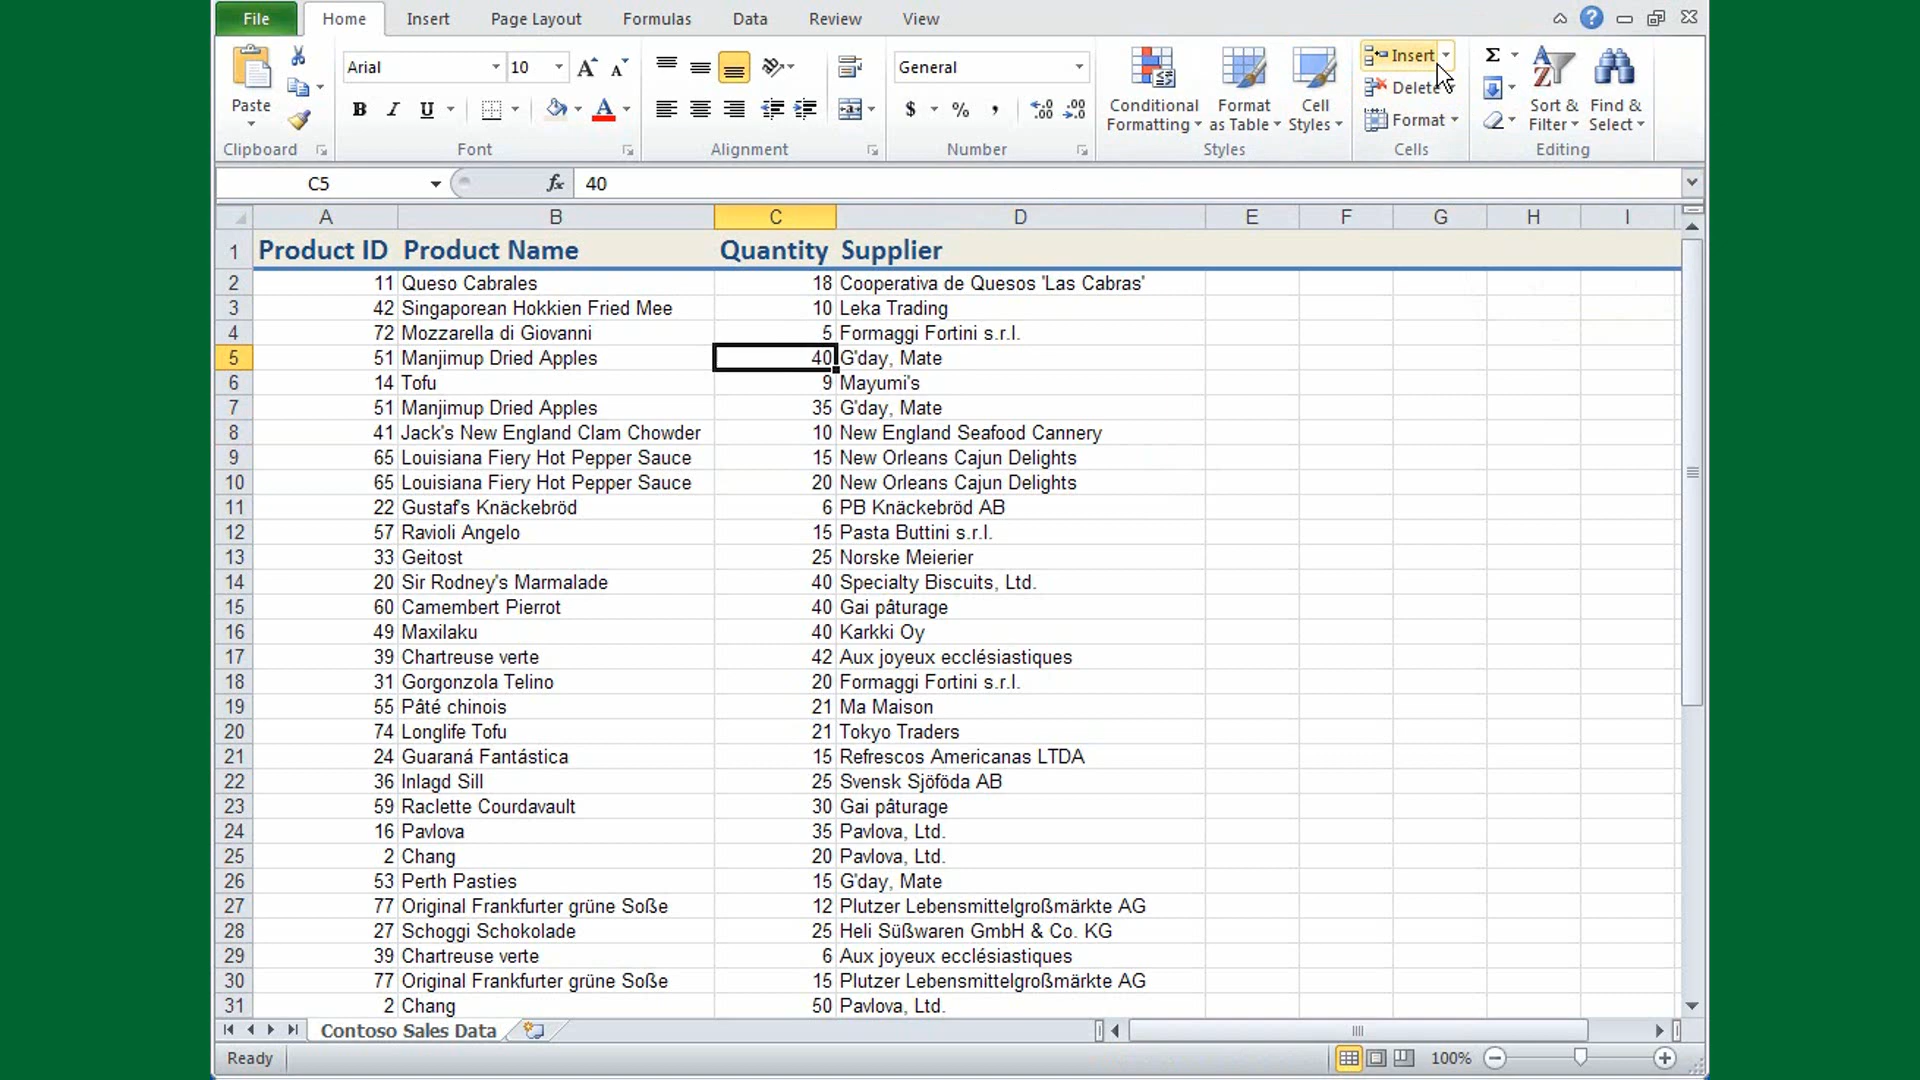 File Home Insert Page Layout Formulas Data Review View
Paste
Clipboard
Arial 10
B I U A
Font
Alignment
General
$ % ,
Number
Conditional Formatting
Format as Table
Cell Styles
Styles
Insert
Delete
Format
Cells
Σ
Sort & Filter
Find & Select
Editing
C5 fx 40
A B C D E F G H I
1 Product ID Product Name Quantity Supplier
2 11 Queso Cabrales 18 Cooperativa de Quesos 'Las Cabras'
3 42 Singaporean Hokkien Fried Mee 10 Leka Trading
4 72 Mozzarella di Giovanni 5 Formaggi Fortini s.r.l.
5 51 Manjimup Dried Apples 40 G'day, Mate
6 14 Tofu 9 Mayumi's
7 51 Manjimup Dried Apples 35 G'day, Mate
8 41 Jack's New England Clam Chowder 10 New England Seafood Cannery
9 65 Louisiana Fiery Hot Pepper Sauce 15 New Orleans Cajun Delights
10 65 Louisiana Fiery Hot Pepper Sauce 20 New Orleans Cajun Delights
11 22 Gustaf's Knäckebröd 6 PB Knäckebröd AB
12 57 Ravioli Angelo 15 Pasta Buttini s.r.l.
13 33 Geitost 25 Norske Meierier
14 20 Sir Rodney's Marmalade 40 Specialty Biscuits, Ltd.
15 60 Camembert Pierrot 40 Gai pâturage
16 49 Maxilaku 40 Karkki Oy
17 39 Chartreuse verte 42 Aux joyeux ecclésiastiques
18 31 Gorgonzola Telino 20 Formaggi Fortini s.r.l.
19 55 Pâté chinois 21 Ma Maison
20 74 Longlife Tofu 21 Tokyo Traders
21 24 Guaraná Fantástica 15 Refrescos Americanas LTDA
22 36 Inlagd Sill 25 Svensk Sjöföda AB
23 59 Raclette Courdavault 30 Gai pâturage
24 16 Pavlova 35 Pavlova, Ltd.
25 2 Chang 20 Pavlova, Ltd.
26 53 Perth Pasties 15 G'day, Mate
27 77 Original Frankfurter grüne Soße 12 Plutzer Lebensmittelgroßmärkte AG
28 27 Schoggi Schokolade 25 Heli Süßwaren GmbH & Co. KG
29 39 Chartreuse verte 6 Aux joyeux ecclésiastiques
30 77 Original Frankfurter grüne Soße 15 Plutzer Lebensmittelgroßmärkte AG
31 2 Chang 50 Pavlova, Ltd.
Contoso Sales Data
Ready 100%